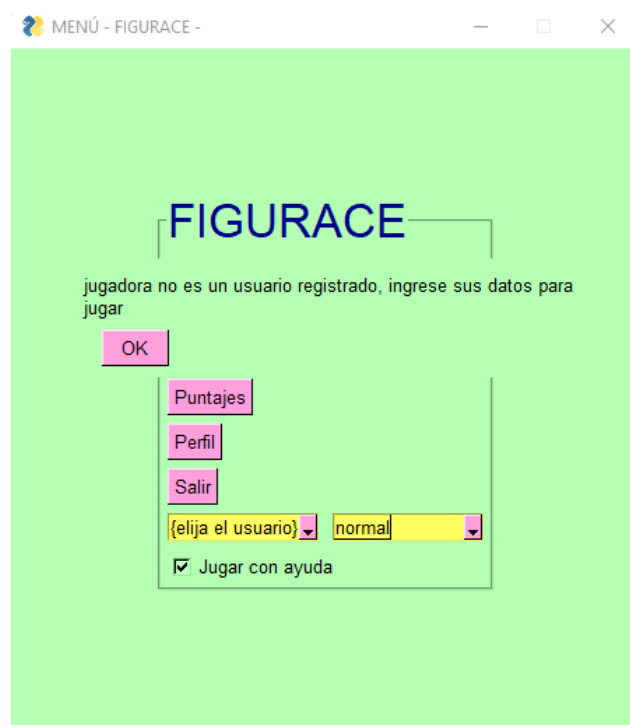 MENÚ - FIGURACE -
FIGURACE
jugadora no es un usuario registrado, ingrese sus datos para
jugar
OK
Puntajes
Perfil
Salir
{elija el usuario} normal
Jugar con ayuda